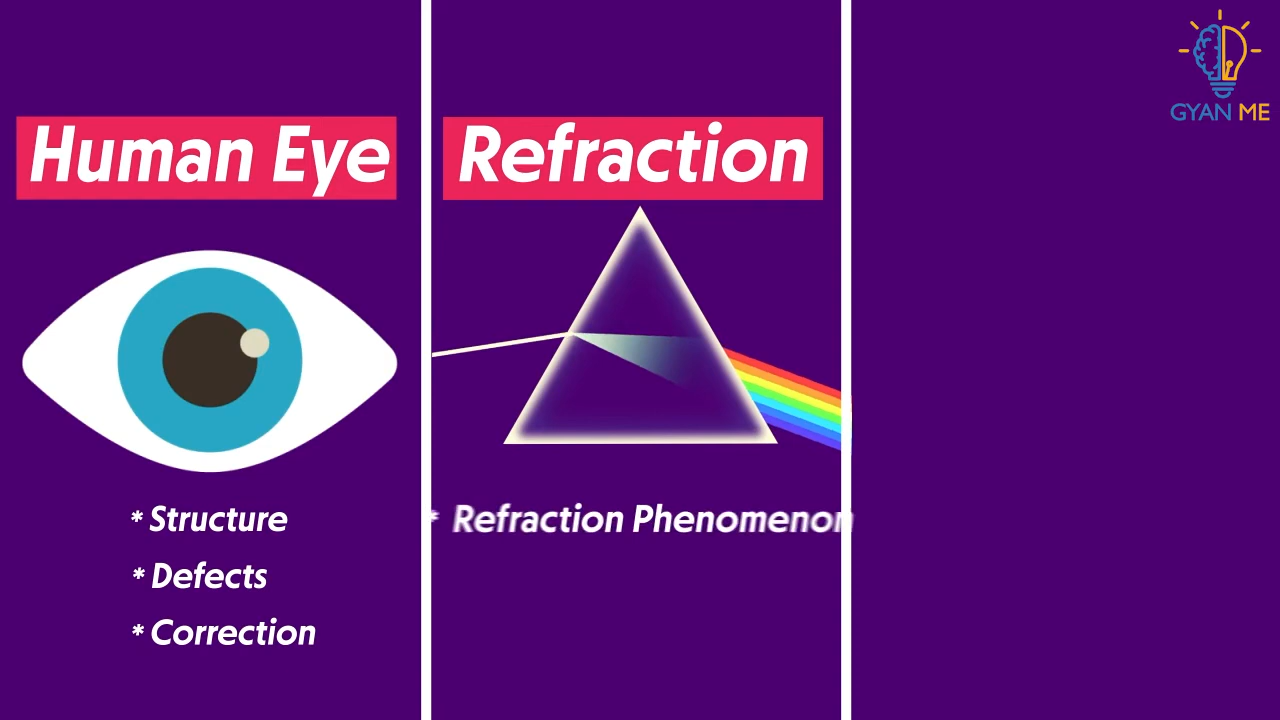 GYAN ME
Human Eye
* Structure
* Defects
* Correction
Refraction
* Refraction Phenomenon